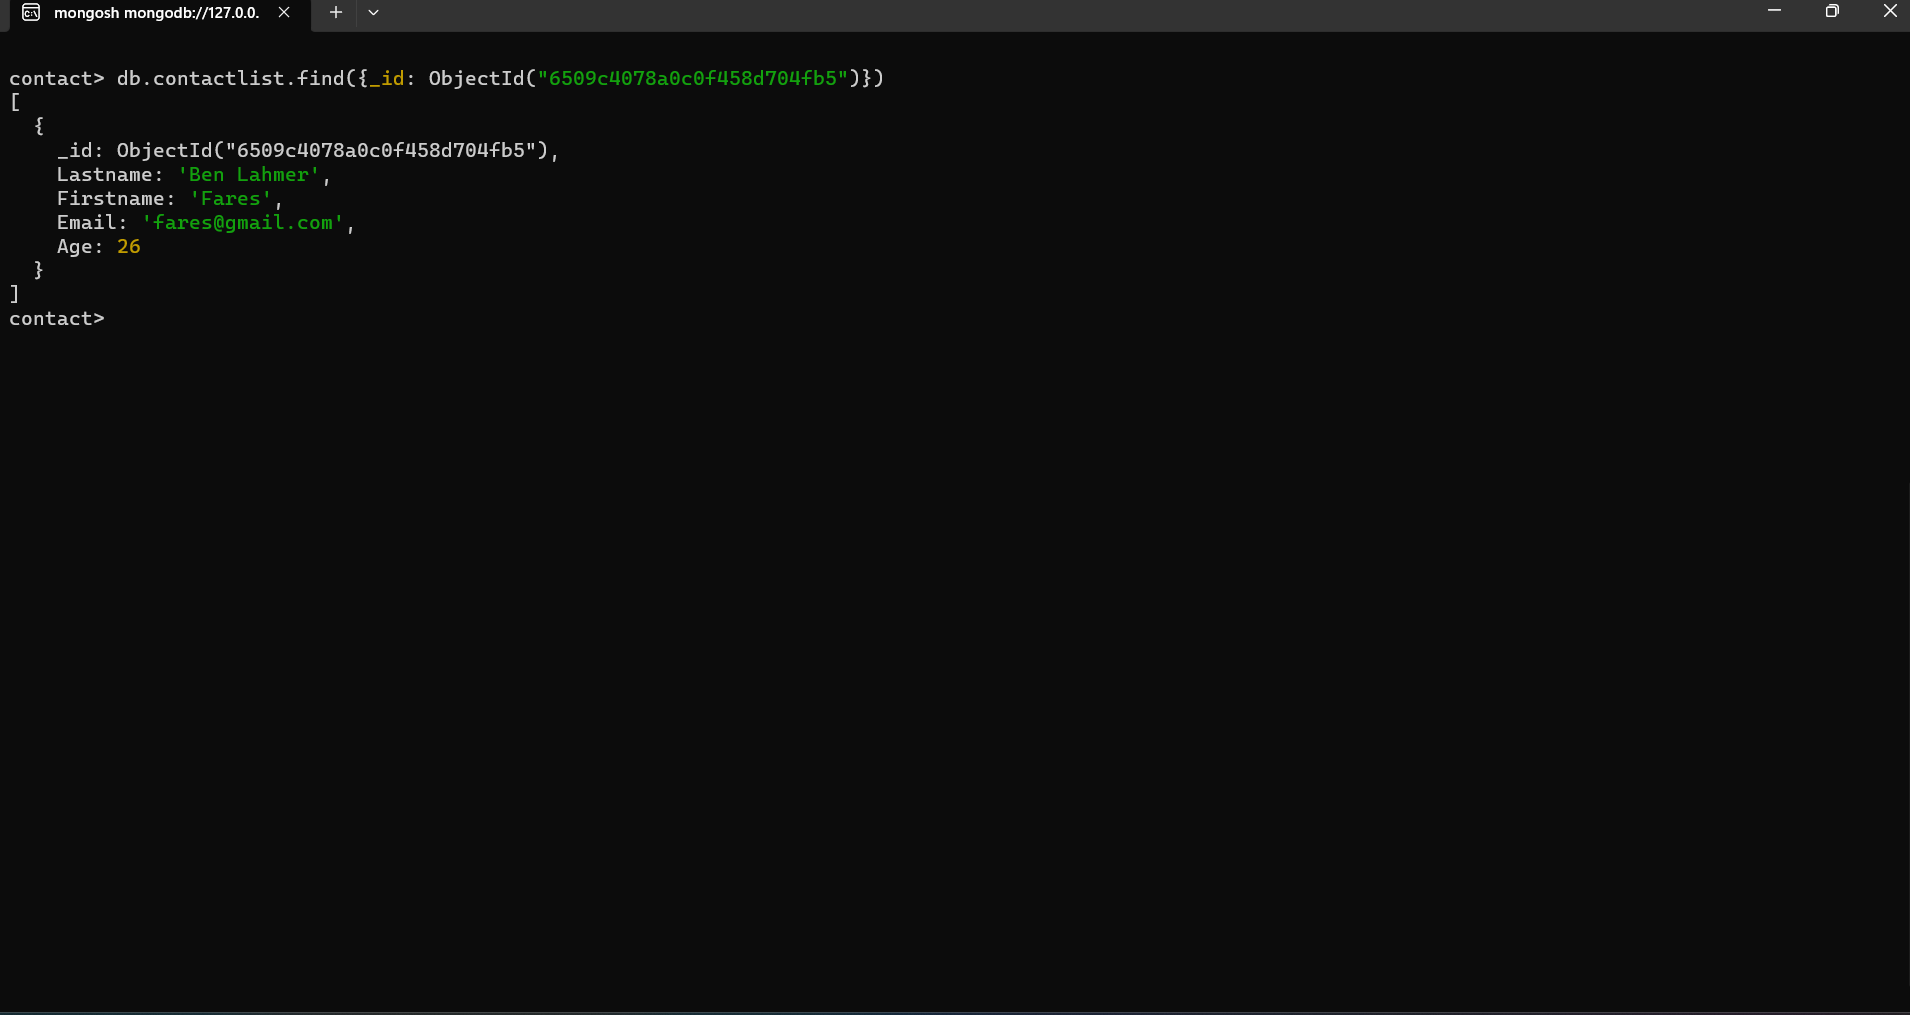 mongosh mongodb://127.0.0.
contact> db.contactlist.find({_id: ObjectId("6509c4078a0c0f458d704fb5")})
[
  {
    _id: ObjectId("6509c4078a0c0f458d704fb5"),
    Lastname: 'Ben Lahmer',
    Firstname: 'Fares',
    Email: 'fares@gmail.com',
    Age: 26
  }
]
contact>